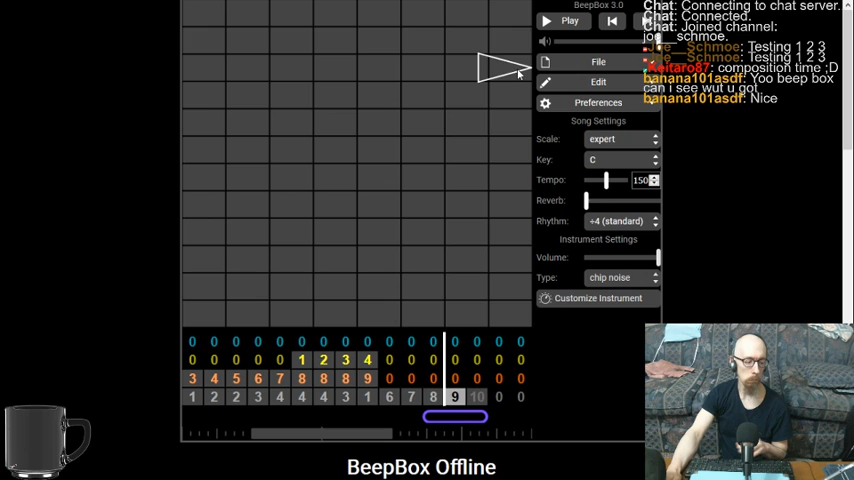 BeepBox 3.0
Play
File
Edit
Preferences
Song Settings
Scale: expert
Key: C
Tempo: 150
Reverb:
Rhythm: ÷4 (standard)
Instrument Settings
Volume:
Type: chip noise
Customize Instrument
Chat: Connecting to chat server.
Chat: Connected.
Chat: Joined channel:
joe__schmoe.
Joe__Schmoe: Testing 1 2 3
Joe__Schmoe: Testing 1 2 3
Keitaro87: composition time ;D
banana101asdf: Yoo beep box
can i see wut u got
banana101asdf: Nice
0 0 0 0 0 0 0 0 0 0 0 0 0 0 0 0
0 0 0 0 0 1 2 3 4 0 0 0 0 0 0 0
3 4 5 6 7 8 8 8 9 0 0 0 0 0 0 0
1 2 2 3 4 4 4 3 1 6 7 8 9 10 0 0
BeepBox Offline